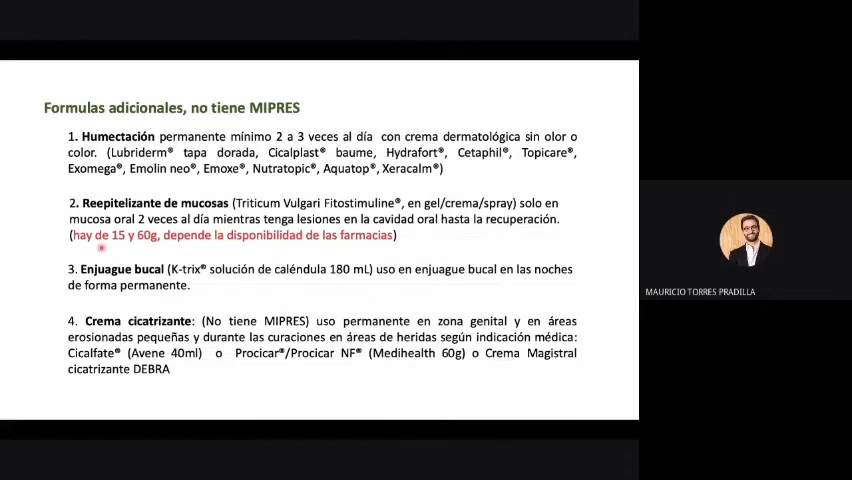 Formulas adicionales, no tiene MIPRES
1. Humectación permanente mínimo 2 a 3 veces al día con crema dermatológica sin olor o
color. (Lubriderm® tapa dorada, Cicalplast® baume, Hydrafort®, Cetaphil®, Topicare®,
Exomega®, Emolin neo®, Emoxe®, Nutratopic®, Aquatop®, Xeracalm®)
2. Reepitelizante de mucosas (Triticum Vulgari Fitostimuline®, en gel/crema/spray) solo en
mucosa oral 2 veces al día mientras tenga lesiones en la cavidad oral hasta la recuperación.
(hay de 15 y 60g, depende la disponibilidad de las farmacias)
3. Enjuague bucal (K-trix® solución de caléndula 180 mL) uso en enjuague bucal en las noches
de forma permanente.
4. Crema cicatrizante: (No tiene MIPRES) uso permanente en zona genital y en áreas
erosionadas pequeñas y durante las curaciones en áreas de heridas según indicación médica:
Cicalfate® (Avene 40ml) o Procicar®/Procicar NF® (Medihealth 60g) o Crema Magistral
cicatrizante DEBRA
MAURICIO TORRES PRADILLA